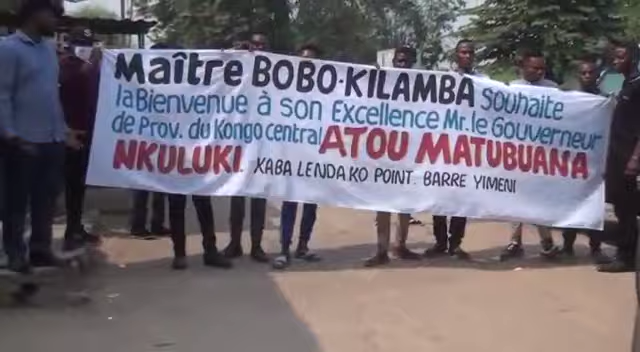 Maître BOBO-KILAMBA Souhaite
la Bienvenue à son Excellence Mr. le Gouverneur
de Prov. du Kongo central ATOU MATUBUANA
NKULUKI. KABA LENDA KO POINT. BARRE YIMENI